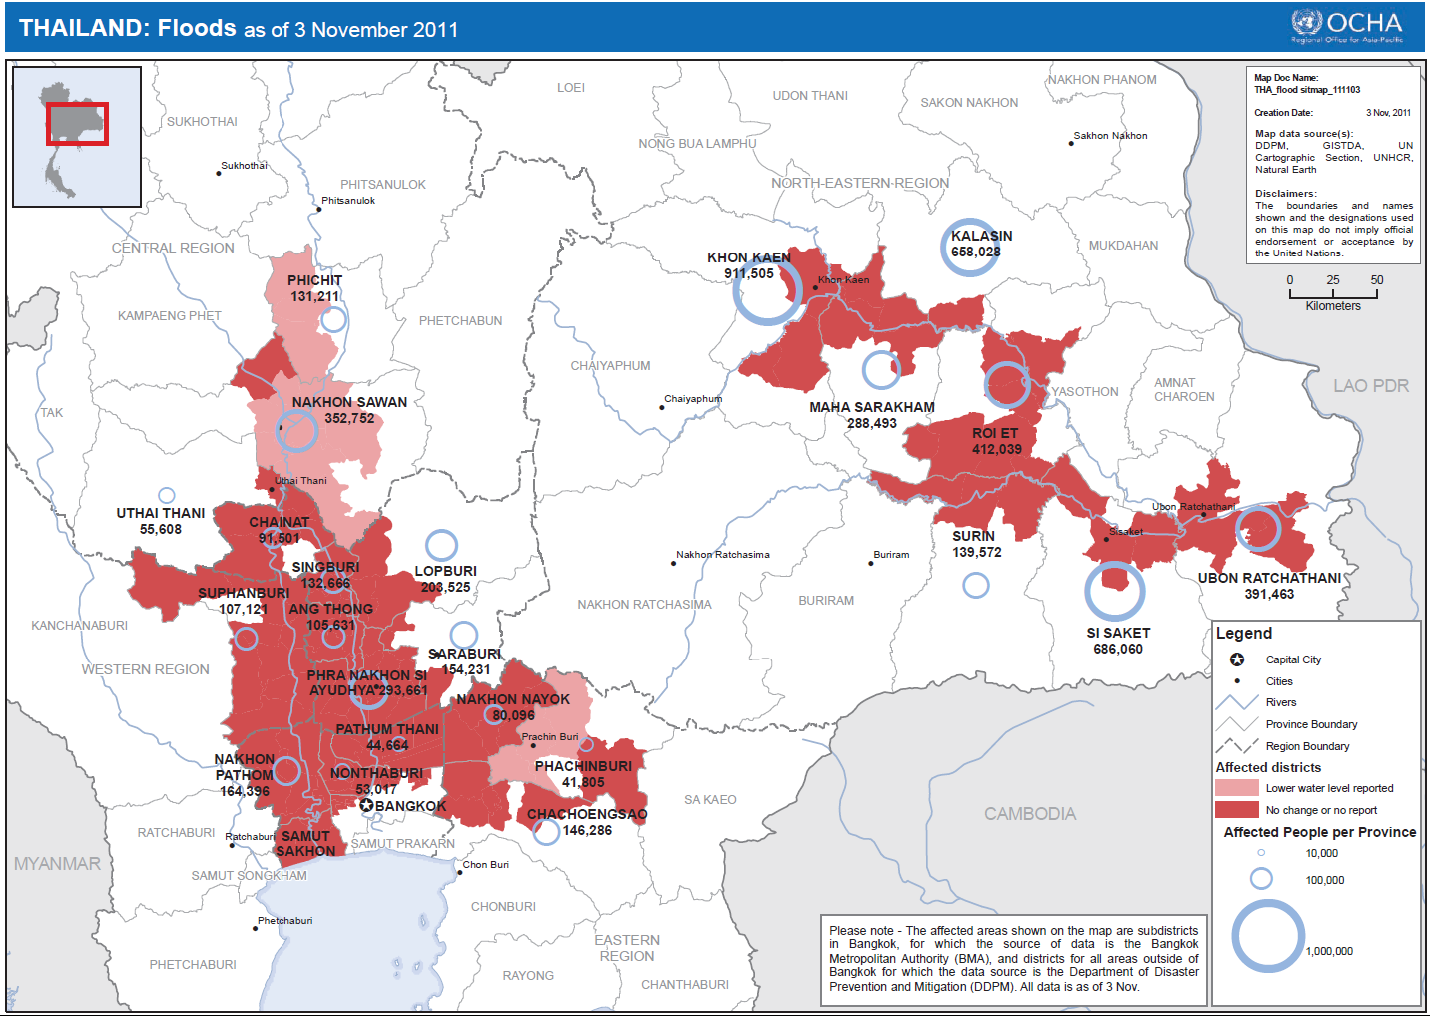 THAILAND: Floods as of 3 November 2011
OCHA
Regional Office for Asia-Pacific
Map Doc Name:
THA_flood sitmap_111103
Creation Date: 3 Nov, 2011
Map data source(s):
DDPM, GISTDA, UN
Cartographic Section, UNHCR,
Natural Earth
Disclaimers:
The boundaries and names
shown and the designations used
on this map do not imply official
endorsement or acceptance by
the United Nations.
0 25 50
Kilometers
LOEI
UDON THANI
NAKHON PHANOM
SAKON NAKHON
SUKHOTHAI
Sakhon Nakhon
NONG BUA LAMPHU
Sukhothai
PHITSANULOK
NORTH-EASTERN-REGION
Phitsanulok
CENTRAL REGION
KALASIN
658,028
MUKDAHAN
KHON KAEN
911,505
Khon Kaen
PHICHIT
131,211
KAMPAENG PHET
PHETCHABUN
CHAIYAPHUM
LAO PDR
AMNAT
CHAROEN
YASOTHON
TAK
NAKHON SAWAN
352,752
Chaiyaphum
MAHA SARAKHAM
288,493
ROI ET
412,039
Uthai Thani
UTHAI THANI
55,608
CHAINAT
91,501
Ubon Ratchathani
Sisaket
SURIN
139,572
Nakhon Ratchasima
Buriram
SINGBURI
132,666
LOPBURI
203,525
UBON RATCHATHANI
391,463
SUPHANBURI
107,121
ANG THONG
105,631
NAKHON RATCHASIMA
BURIRAM
KANCHANABURI
SI SAKET
686,060
SARABURI
154,231
WESTERN REGION
PHRA NAKHON SI
AYUDHYA 293,661
NAKHON NAYOK
80,096
PATHUM THANI
44,664
Prachin Buri
NAKHON
PATHOM
164,396
NONTHABURI
53,017
PHACHINBURI
41,805
BANGKOK
SA KAEO
CHACHOENGSAO
146,286
CAMBODIA
RATCHABURI
Ratchaburi
SAMUT
SAKHON
SAMUT PRAKARN
MYANMAR
Chon Buri
SAMUT SONGKHAM
CHONBURI
Phetchaburi
EASTERN
REGION
PHETCHABURI
RAYONG
CHANTHABURI
Legend
Capital City
Cities
Rivers
Province Boundary
Region Boundary
Affected districts
Lower water level reported
No change or no report
Affected People per Province
10,000
100,000
1,000,000
Please note - The affected areas shown on the map are subdistricts
in Bangkok, for which the source of data is the Bangkok
Metropolitan Authority (BMA), and districts for all areas outside of
Bangkok for which the data source is the Department of Disaster
Prevention and Mitigation (DDPM). All data is as of 3 Nov.